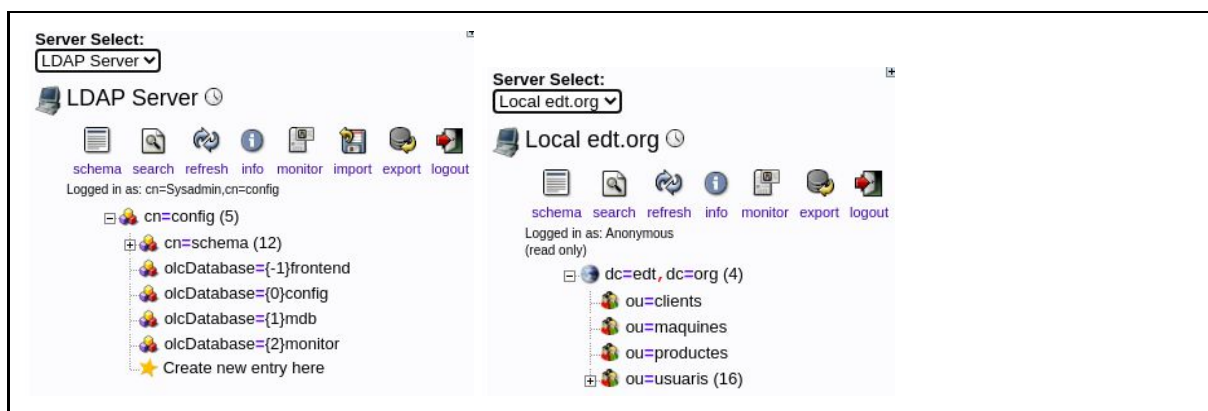 Server Select:
LDAP Server
LDAP Server
schema search refresh info monitor import export logout
Logged in as: cn=Sysadmin,cn=config
cn=config (5)
cn=schema (12)
olcDatabase={-1}frontend
olcDatabase={0}config
olcDatabase={1}mdb
olcDatabase={2}monitor
Create new entry here
Server Select:
Local edt.org
Local edt.org
schema search refresh info monitor export logout
Logged in as: Anonymous
(read only)
dc=edt,dc=org (4)
ou=clients
ou=maquines
ou=productes
ou=usuaris (16)